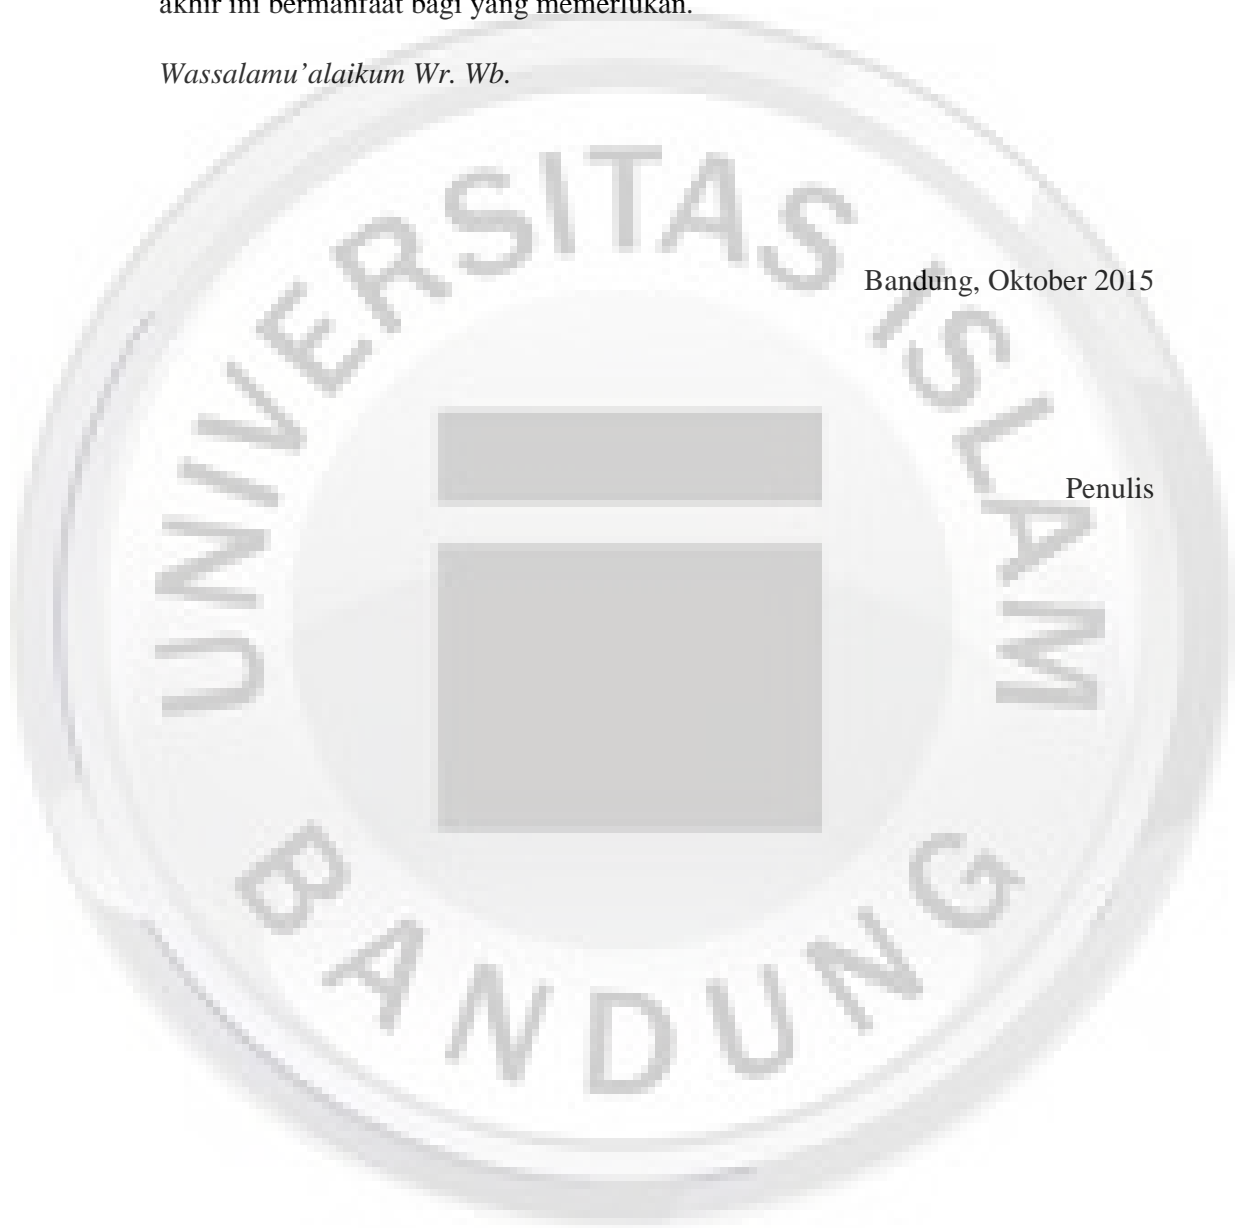 akhir ini bermanfaat bagi yang memerlukan.
Wassalamu’alaikum Wr. Wb.
Bandung, Oktober 2015
Penulis
UNIVERSITAS ISLAM
BANDUNG